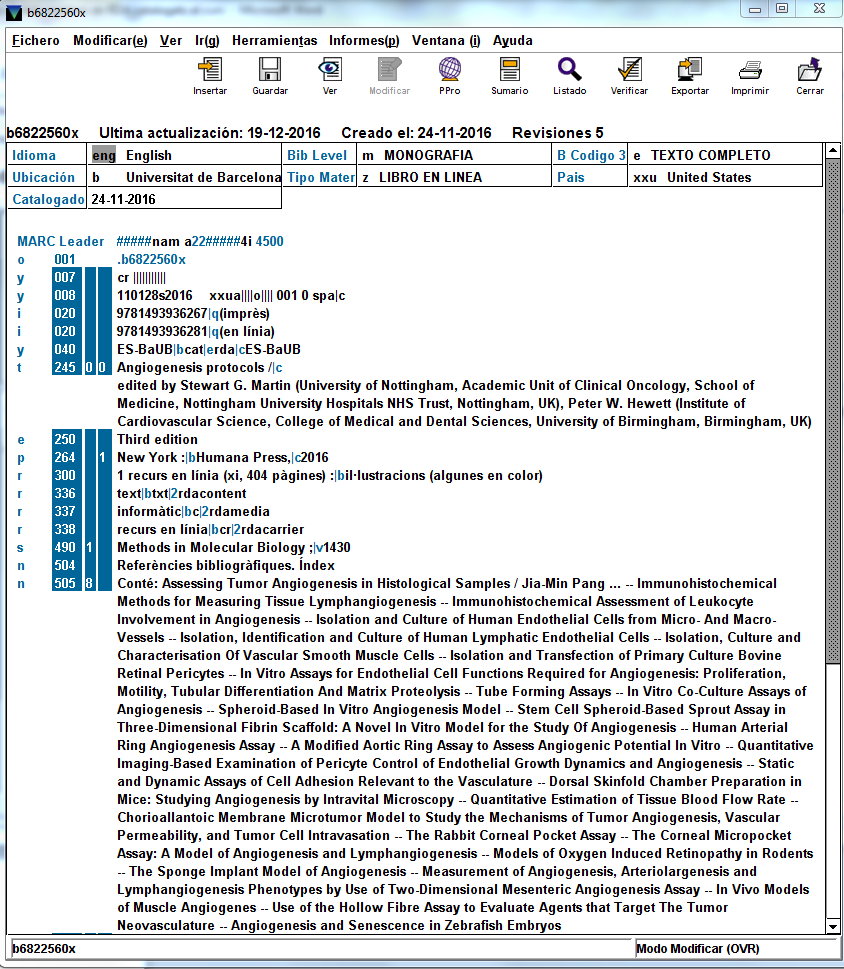 b6822560x
Fichero Modificar(e) Ver Ir(g) Herramientas Informes(p) Ventana (i) Ayuda
Insertar Guardar Ver Modificar PPro Sumario Listado Verificar Exportar Imprimir Cerrar
b6822560x Ultima actualización: 19-12-2016 Creado el: 24-11-2016 Revisiones 5
Idioma eng English Bib Level m MONOGRAFIA B Codigo 3 e TEXTO COMPLETO
Ubicación b Universitat de Barcelona Tipo Mater z LIBRO EN LINEA Pais xxu United States
Catalogado 24-11-2016
MARC Leader #####nam a22#####4i 4500
o 001 .b6822560x
y 007 cr |||||||||||
y 008 110128s2016 xxua||||o|||| 001 0 spa|c
i 020 9781493936267|q(imprès)
i 020 9781493936281|q(en línia)
y 040 ES-BaUB|bcat|erda|cES-BaUB
t 245 0 0 Angiogenesis protocols /|c
edited by Stewart G. Martin (University of Nottingham, Academic Unit of Clinical Oncology, School of
Medicine, Nottingham University Hospitals NHS Trust, Nottingham, UK), Peter W. Hewett (Institute of
Cardiovascular Science, College of Medical and Dental Sciences, University of Birmingham, Birmingham, UK)
e 250 Third edition
p 264 1 New York :|bHumana Press,|c2016
r 300 1 recurs en línia (xi, 404 pàgines) :|bil·lustracions (algunes en color)
r 336 text|btxt|2rdacontent
r 337 informàtic|bc|2rdamedia
r 338 recurs en línia|bcr|2rdacarrier
s 490 1 Methods in Molecular Biology ;|v1430
n 504 Referències bibliogràfiques. Índex
n 505 8 Conté: Assessing Tumor Angiogenesis in Histological Samples / Jia-Min Pang ... -- Immunohistochemical
Methods for Measuring Tissue Lymphangiogenesis -- Immunohistochemical Assessment of Leukocyte
Involvement in Angiogenesis -- Isolation and Culture of Human Endothelial Cells from Micro- And Macro-
Vessels -- Isolation, Identification and Culture of Human Lymphatic Endothelial Cells -- Isolation, Culture and
Characterisation Of Vascular Smooth Muscle Cells -- Isolation and Transfection of Primary Culture Bovine
Retinal Pericytes -- In Vitro Assays for Endothelial Cell Functions Required for Angiogenesis: Proliferation,
Motility, Tubular Differentiation And Matrix Proteolysis -- Tube Forming Assays -- In Vitro Co-Culture Assays of
Angiogenesis -- Spheroid-Based In Vitro Angiogenesis Model -- Stem Cell Spheroid-Based Sprout Assay in
Three-Dimensional Fibrin Scaffold: A Novel In Vitro Model for the Study Of Angiogenesis -- Human Arterial
Ring Angiogenesis Assay -- A Modified Aortic Ring Assay to Assess Angiogenic Potential In Vitro -- Quantitative
Imaging-Based Examination of Pericyte Control of Endothelial Growth Dynamics and Angiogenesis -- Static
and Dynamic Assays of Cell Adhesion Relevant to the Vasculature -- Dorsal Skinfold Chamber Preparation in
Mice: Studying Angiogenesis by Intravital Microscopy -- Quantitative Estimation of Tissue Blood Flow Rate --
Chorioallantoic Membrane Microtumor Model to Study the Mechanisms of Tumor Angiogenesis, Vascular
Permeability, and Tumor Cell Intravasation -- The Rabbit Corneal Pocket Assay -- The Corneal Micropocket
Assay: A Model of Angiogenesis and Lymphangiogenesis -- Models of Oxygen Induced Retinopathy in Rodents
-- The Sponge Implant Model of Angiogenesis -- Measurement of Angiogenesis, Arteriolargenesis and
Lymphangiogenesis Phenotypes by Use of Two-Dimensional Mesenteric Angiogenesis Assay -- In Vivo Models
of Muscle Angiogenes -- Use of the Hollow Fibre Assay to Evaluate Agents that Target The Tumor
Neovasculature -- Angiogenesis and Senescence in Zebrafish Embryos
b6822560x Modo Modificar (OVR)